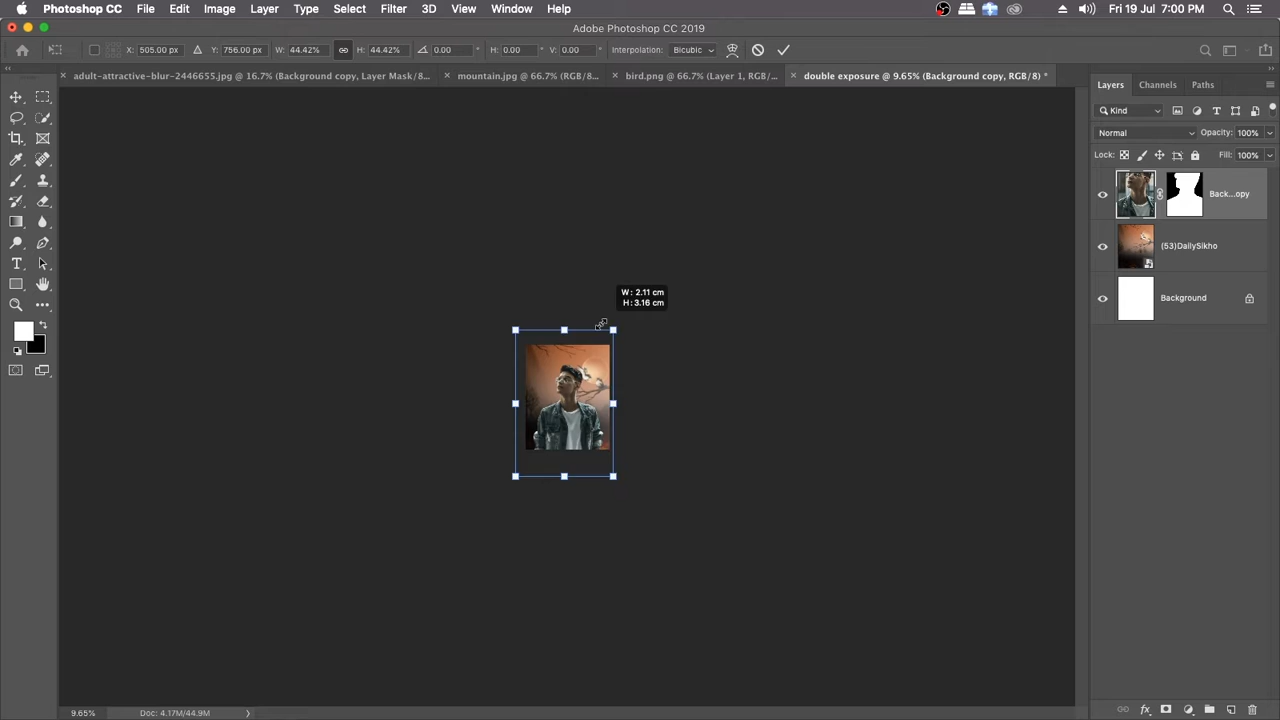 Photoshop CC File Edit Image Layer Type Select Filter 3D View Window Help Fri 19 Jul 7:00 PM
Adobe Photoshop CC 2019
X: 505.00 px Y: 756.00 px W: 44.42% H: 44.42% 0.00 ° H: 0.00 ° V: 0.00 ° Interpolation: Bicubic
adult-attractive-blur-2446655.jpg @ 16.7% (Background copy, Layer Mask/8... mountain.jpg @ 66.7% (RGB/8... bird.png @ 66.7% (Layer 1, RGB/... double exposure @ 9.65% (Background copy, RGB/8) *
Layers Channels Paths
Kind
Normal Opacity: 100%
Lock: Fill: 100%
Back...opy
(53)DailySikho
Background
W: 2.11 cm
H: 3.16 cm
9.65% Doc: 4.17M/44.9M